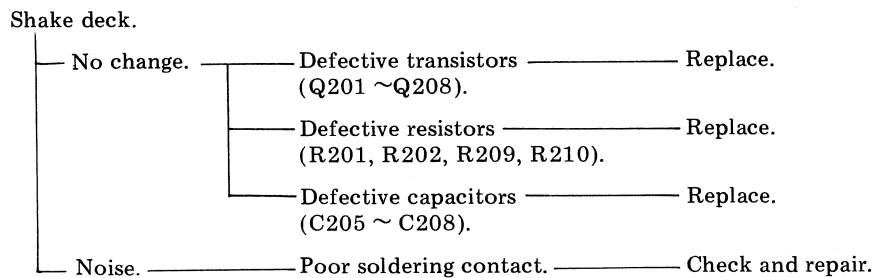 Shake deck.
No change. Defective transistors Replace.
(Q201 ~Q208).
Defective resistors Replace.
(R201, R202, R209, R210).
Defective capacitors Replace.
(C205 ~ C208).
Noise. Poor soldering contact. Check and repair.